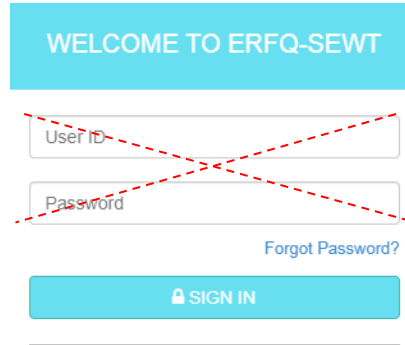 WELCOME TO ERFQ-SEWT
User ID
Password
Forgot Password?
SIGN IN